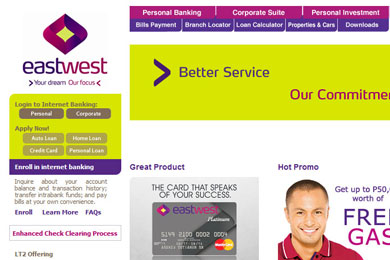 eastwest
Your dream Our focus
Personal Banking Corporate Suite Personal Investment
Bills Payment Branch Locator Loan Calculator Properties & Cars Downloads
Better Service
Our Commitme
Login to Internet Banking:
Personal Corporate
Apply Now!
Auto Loan Home Loan
Credit Card Personal Loan
Enroll in internet banking
Inquire about your account
balance and transaction history;
transfer intrabank funds; and pay
bills at your own convenience.
Enroll Learn More FAQs
Enhanced Check Clearing Process
LT2 Offering
Great Product
THE CARD THAT SPEAKS
OF YOUR SUCCESS.
eastwest
Platinum
MasterCard
Hot Promo
Get up to P50,
worth of
FREE
GAS